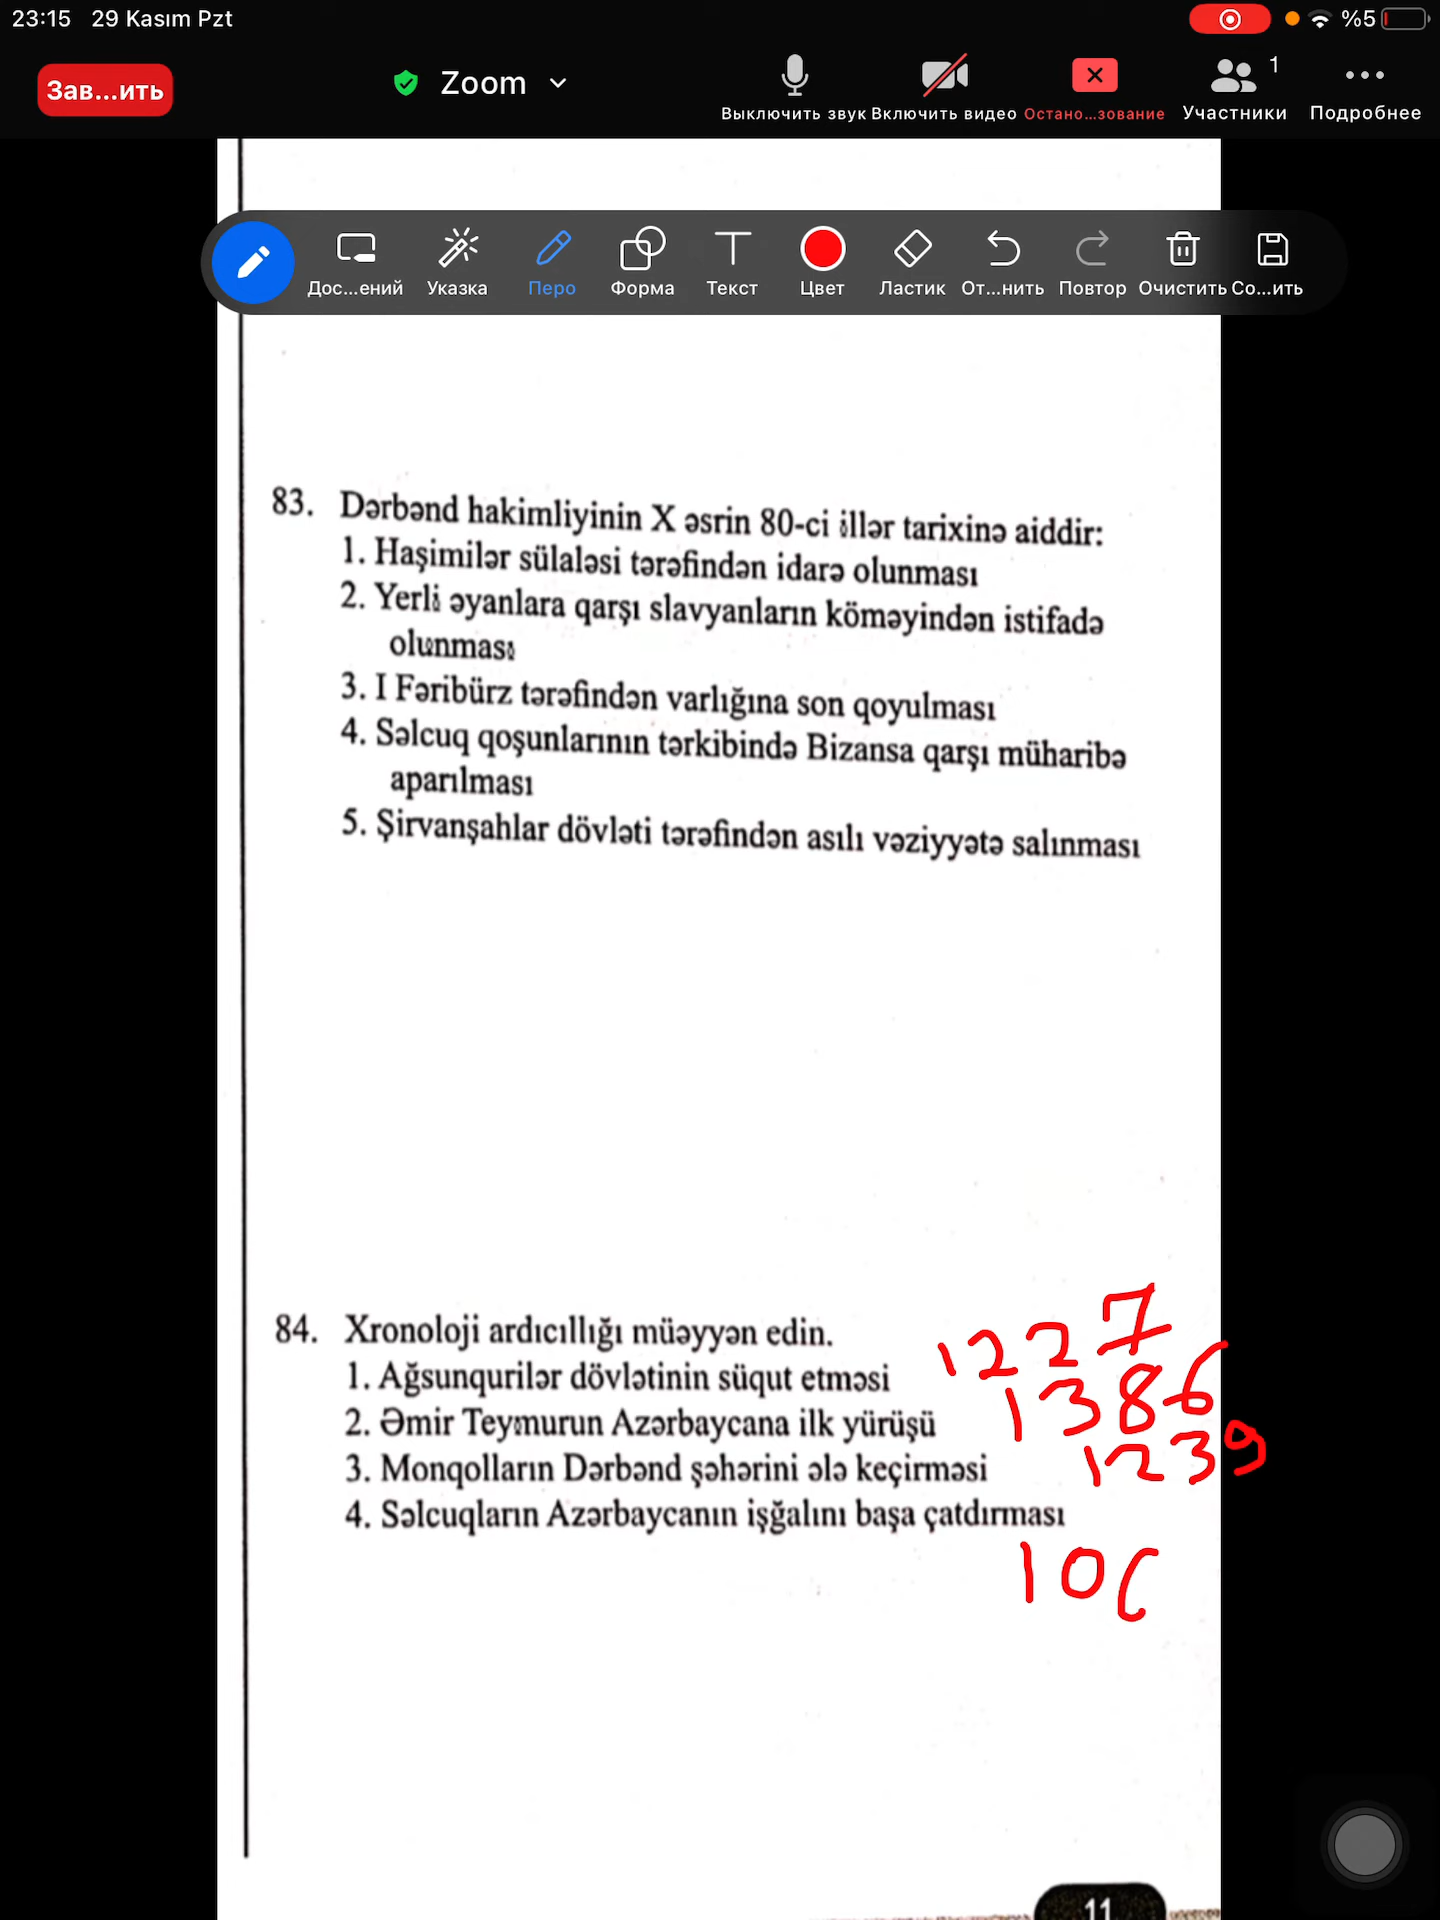 23:15 29 Kasım Pzt %5
Зав...ить Zoom Выключить звук Включить видео Остано...зование 1 Участники Подробнее
Дос...ений Указка Перо Форма Текст Цвет Ластик От...нить Повтор Очистить Со...ить
83. Dərbənd hakimliyinin X əsrin 80-ci illər tarixinə aiddir:
1. Haşimilər sülaləsi tərəfindən idarə olunması
2. Yerli əyanlara qarşı slavyanların köməyindən istifadə
olunması
3. I Fəribürz tərəfindən varlığına son qoyulması
4. Səlcuq qoşunlarının tərkibində Bizansa qarşı müharibə
aparılması
5. Şirvanşahlar dövləti tərəfindən asılı vəziyyətə salınması
84. Xronoloji ardıcıllığı müəyyən edin.
1. Ağsunqurilər dövlətinin süqut etməsi 1227
2. Əmir Teymurun Azərbaycana ilk yürüşü 1386
3. Monqolların Dərbənd şəhərini ələ keçirməsi 1239
4. Səlcuqların Azərbaycanın işğalını başa çatdırması
10
11